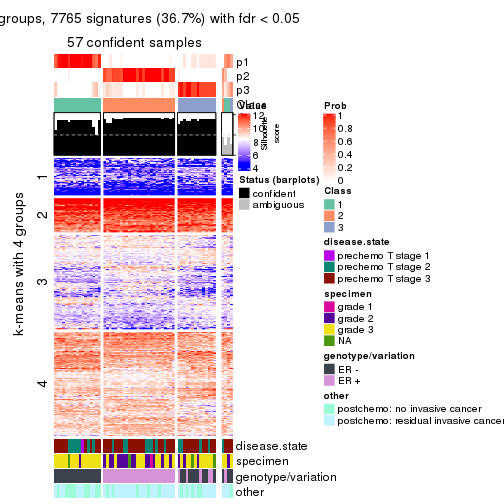 groups, 7765 signatures (36.7%) with fdr < 0.05
57 confident samples
k-means with 4 groups
1
2
3
4
p1
p2
p3
Class
Silhouette
score
disease.state
specimen
genotype/variation
other
Value
12
10
8
6
4
Status (barplots)
confident
ambiguous
Prob
1
0.8
0.6
0.4
0.2
0
Class
1
2
3
disease.state
prechemo T stage 1
prechemo T stage 2
prechemo T stage 3
specimen
grade 1
grade 2
grade 3
NA
genotype/variation
ER -
ER +
other
postchemo: no invasive cancer
postchemo: residual invasive cancer